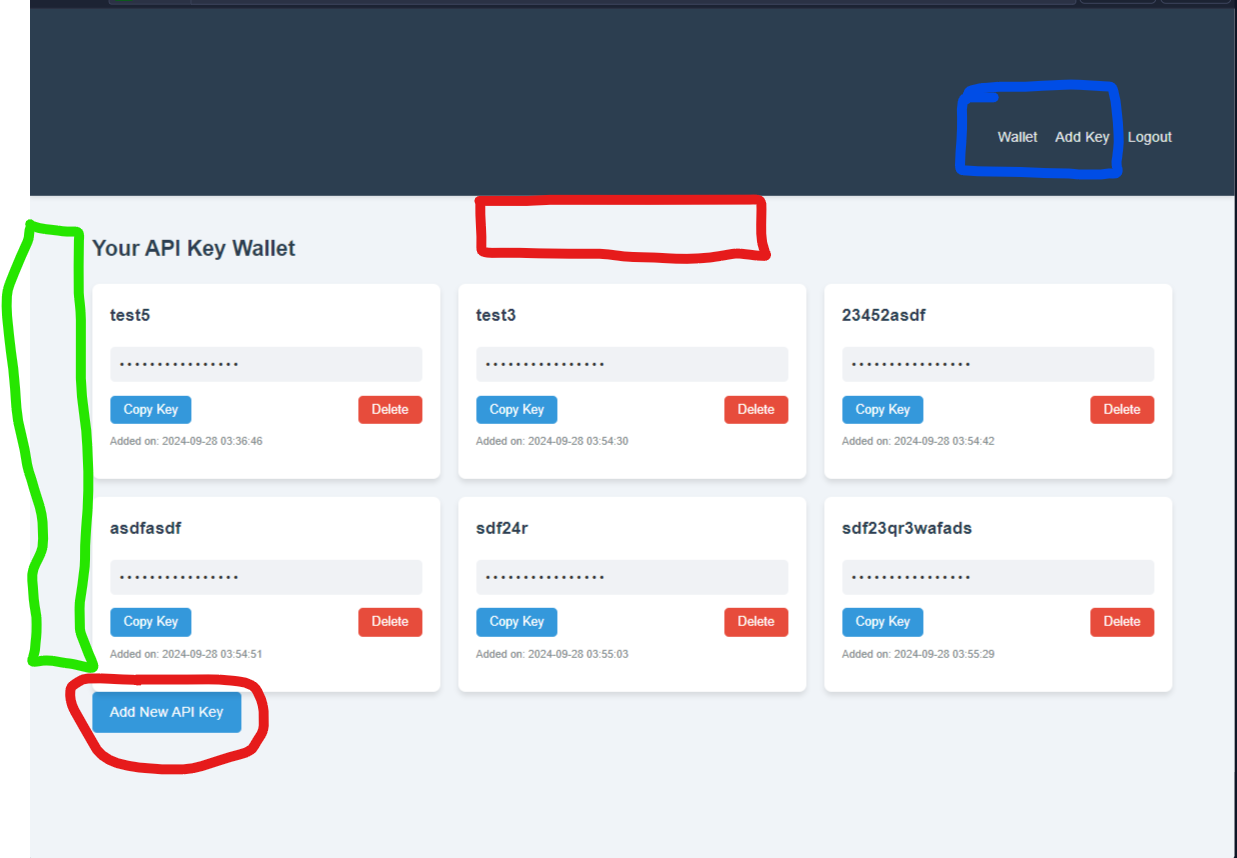 Wallet Add Key Logout
Your API Key Wallet
test5 test3 23452asdf
................ ................ ................
Copy Key Delete Copy Key Delete Copy Key Delete
Added on: 2024-09-28 03:36:46 Added on: 2024-09-28 03:54:30 Added on: 2024-09-28 03:54:42
asdfasdf sdf24r sdf23qr3wafads
................ ................ ................
Copy Key Delete Copy Key Delete Copy Key Delete
Added on: 2024-09-28 03:54:51 Added on: 2024-09-28 03:55:03 Added on: 2024-09-28 03:55:29
Add New API Key